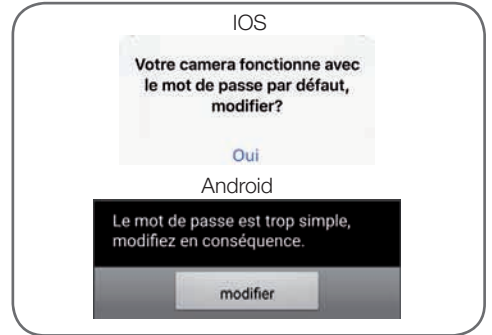 IOS
Votre camera fonctionne avec
le mot de passe par défaut,
modifier?
Oui
Android
Le mot de passe est trop simple,
modifiez en conséquence.
modifier